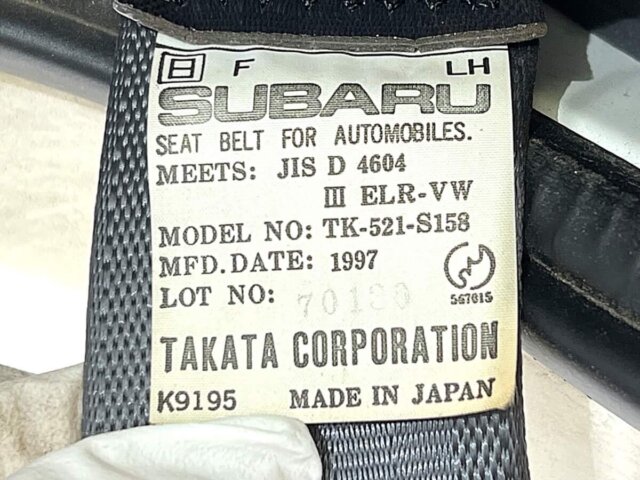 日 F LH
SUBARU
SEAT BELT FOR AUTOMOBILES.
MEETS: JIS D 4604
III ELR-VW
MODEL NO: TK-521-S158
MFD. DATE: 1997
LOT NO:
567815
TAKATA CORPORATION
K9195 MADE IN JAPAN